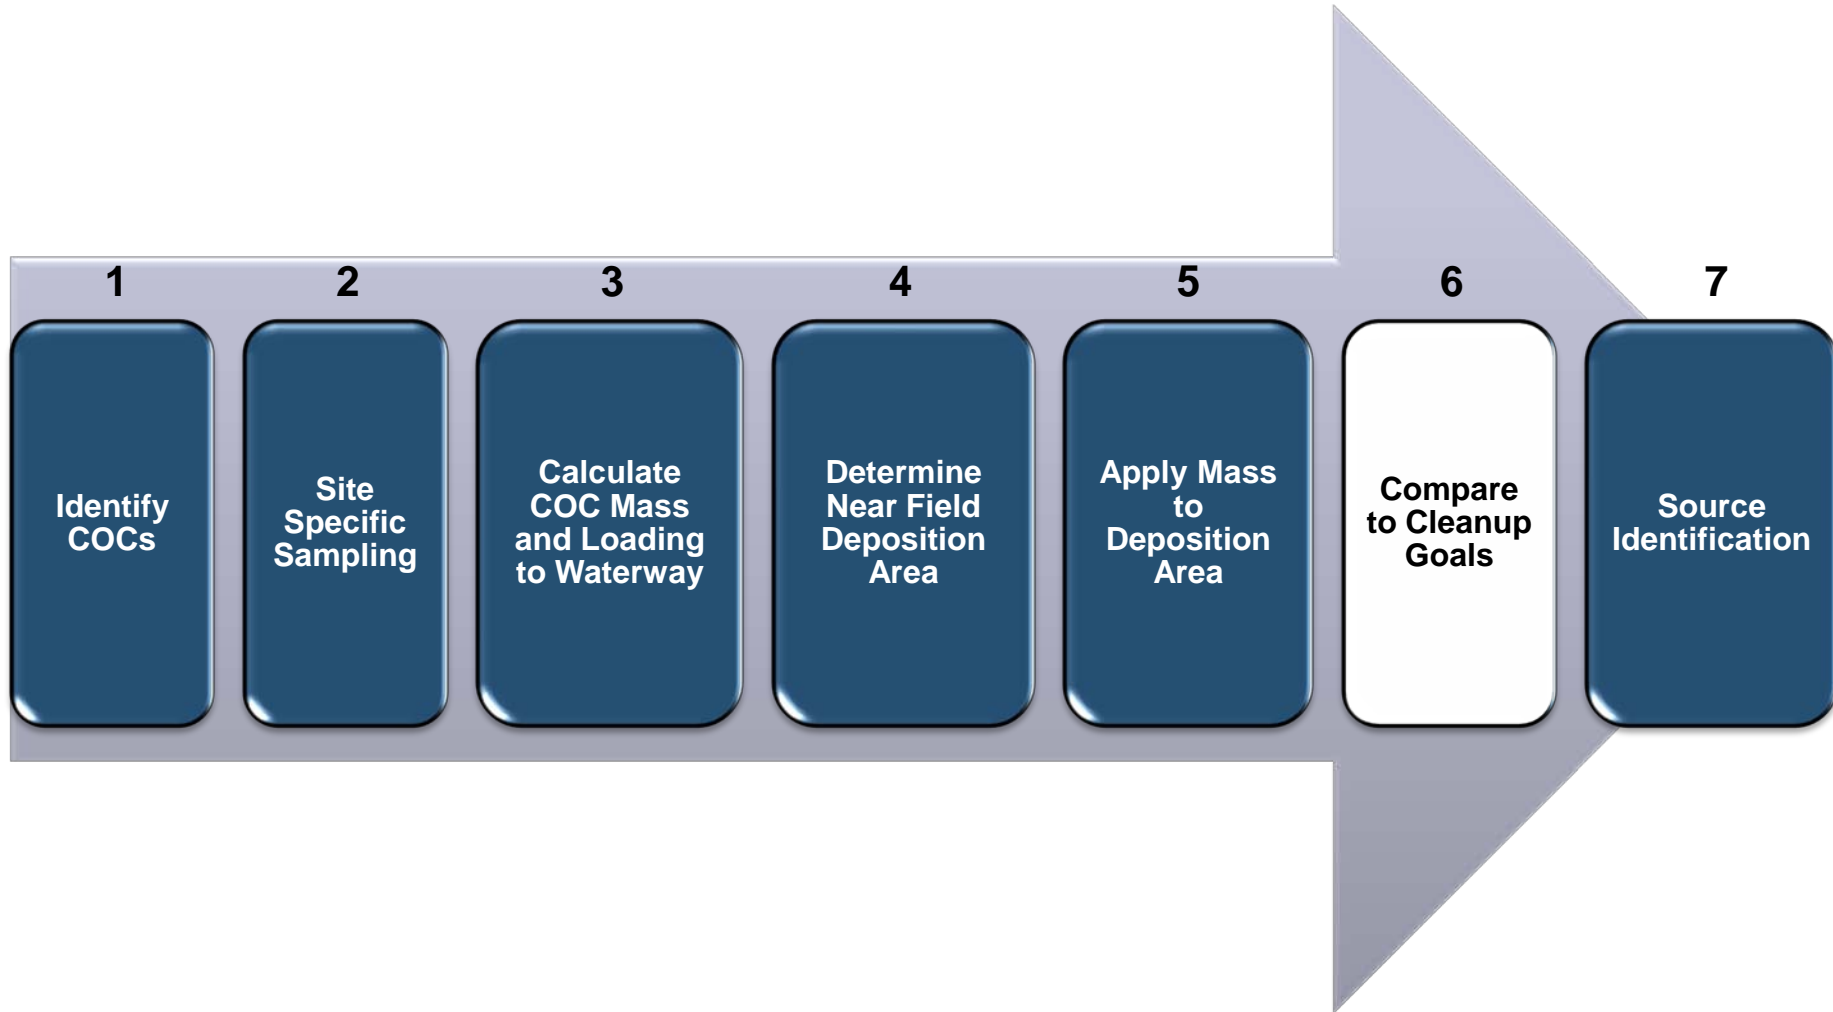 1
2
3
4
5
6
7
Identify
COCs
Site
Specific
Sampling
Calculate
COC Mass
and Loading
to Waterway
Determine
Near Field
Deposition
Area
Apply Mass
to
Deposition
Area
Compare
to Cleanup
Goals
Source
Identification